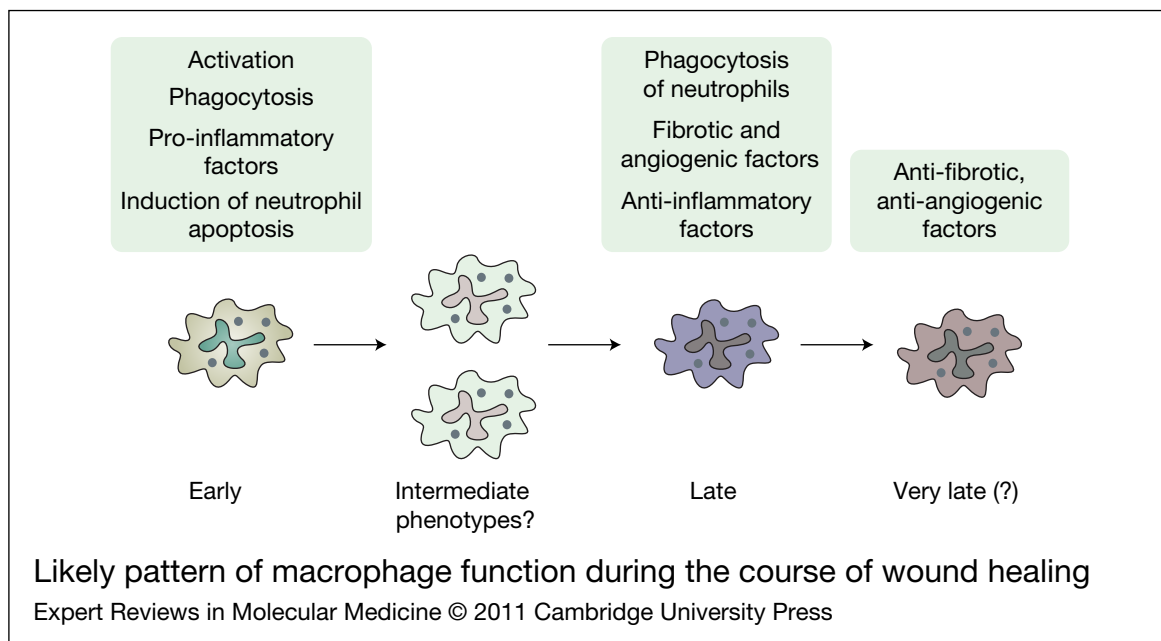 Activation
Phagocytosis
Pro-inflammatory
factors
Induction of neutrophil
apoptosis
Phagocytosis
of neutrophils
Fibrotic and
angiogenic factors
Anti-inflammatory
factors
Anti-fibrotic,
anti-angiogenic
factors
Early
Intermediate
phenotypes?
Late
Very late (?)
Likely pattern of macrophage function during the course of wound healing
Expert Reviews in Molecular Medicine © 2011 Cambridge University Press